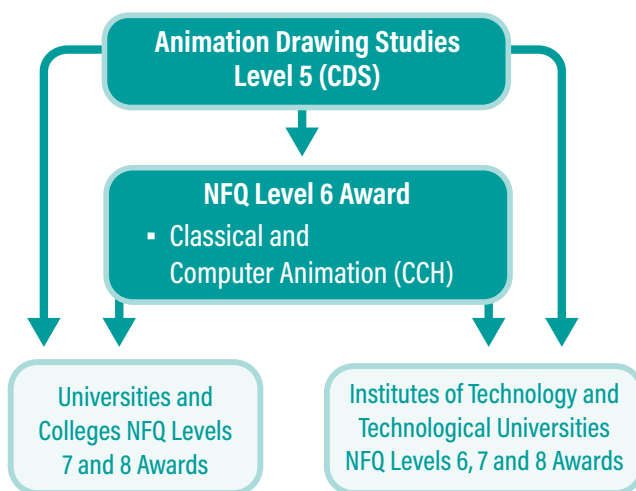 Animation Drawing Studies
Level 5 (CDS)
NFQ Level 6 Award
▪ Classical and
Computer Animation (CCH)
Universities and
Colleges NFQ Levels
7 and 8 Awards
Institutes of Technology and
Technological Universities
NFQ Levels 6, 7 and 8 Awards